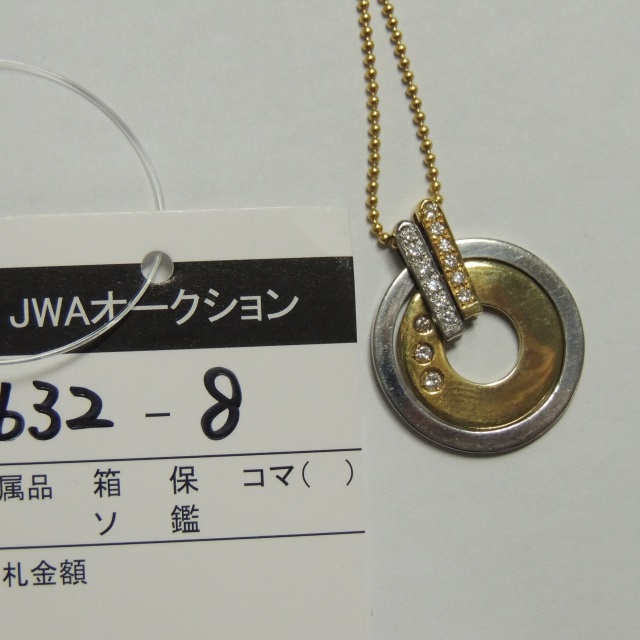 JWAオークション
632 - 8
属品 箱 保 コマ( )
ソ 鑑
札金額